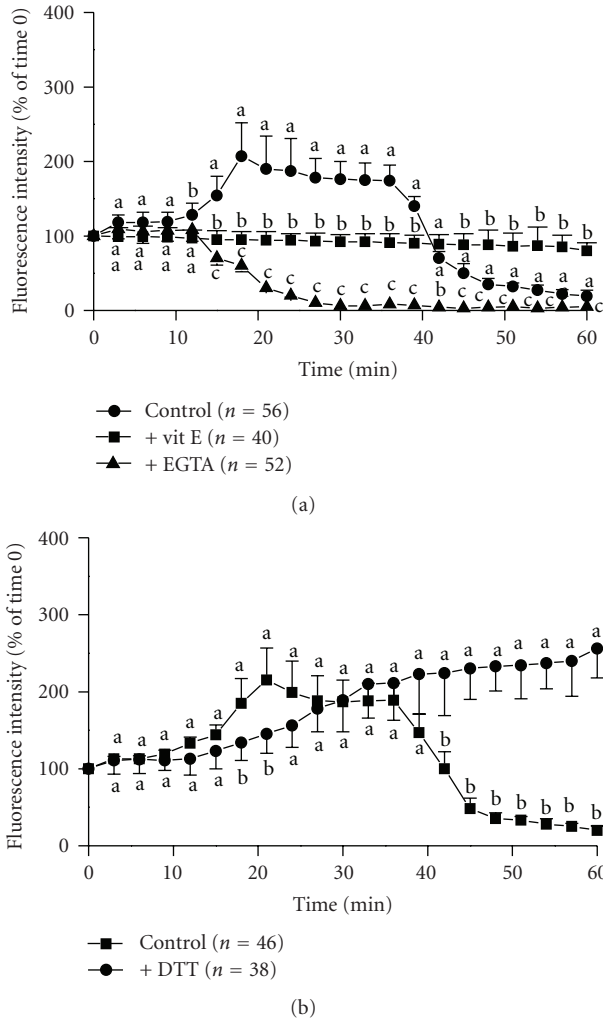 400
300
200
100
0
Fluorescence intensity (% of time 0)
a a a b a a a a a a a a a a a a a a a a
b b b b b b b b b b b b b b b b
a a a a c c c c c c c c c b c c c c c c
0 10 20 30 40 50 60
Time (min)
Control (n = 56)
+ vit E (n = 40)
+ EGTA (n = 52)
(a)
400
300
200
100
0
Fluorescence intensity (% of time 0)
a a a a a a a a a a a a a a a a a a a a
a a a a a b b a a a a a a b b b b b b b
0 10 20 30 40 50 60
Time (min)
Control (n = 46)
+ DTT (n = 38)
(b)